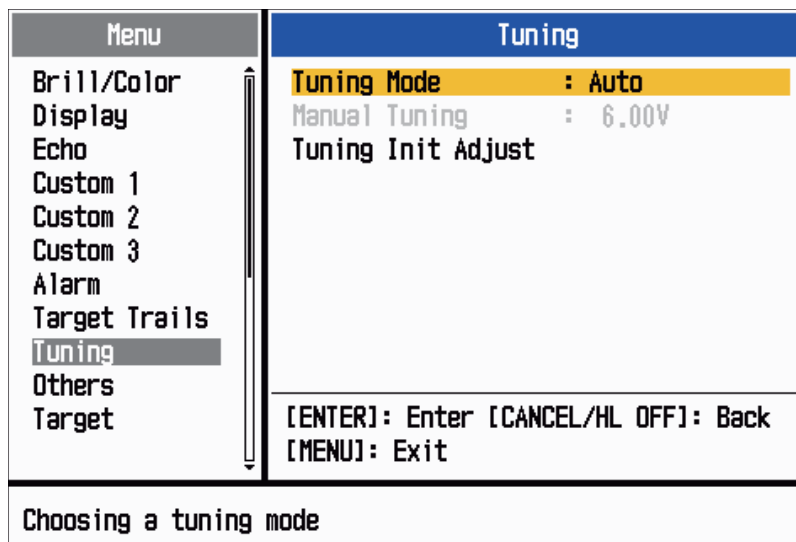 Menu
Brill/Color
Display
Echo
Custom 1
Custom 2
Custom 3
Alarm
Target Trails
Tuning
Others
Target
Tuning
Tuning Mode : Auto
Manual Tuning : 6.00V
Tuning Init Adjust
[ENTER]: Enter [CANCEL/HL OFF]: Back
[MENU]: Exit
Choosing a tuning mode